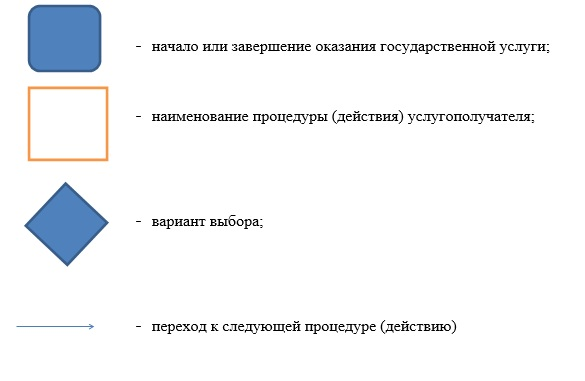 - начало или завершение оказания государственной услуги;
- наименование процедуры (действия) услугополучателя;
- вариант выбора;
- переход к следующей процедуре (действию)